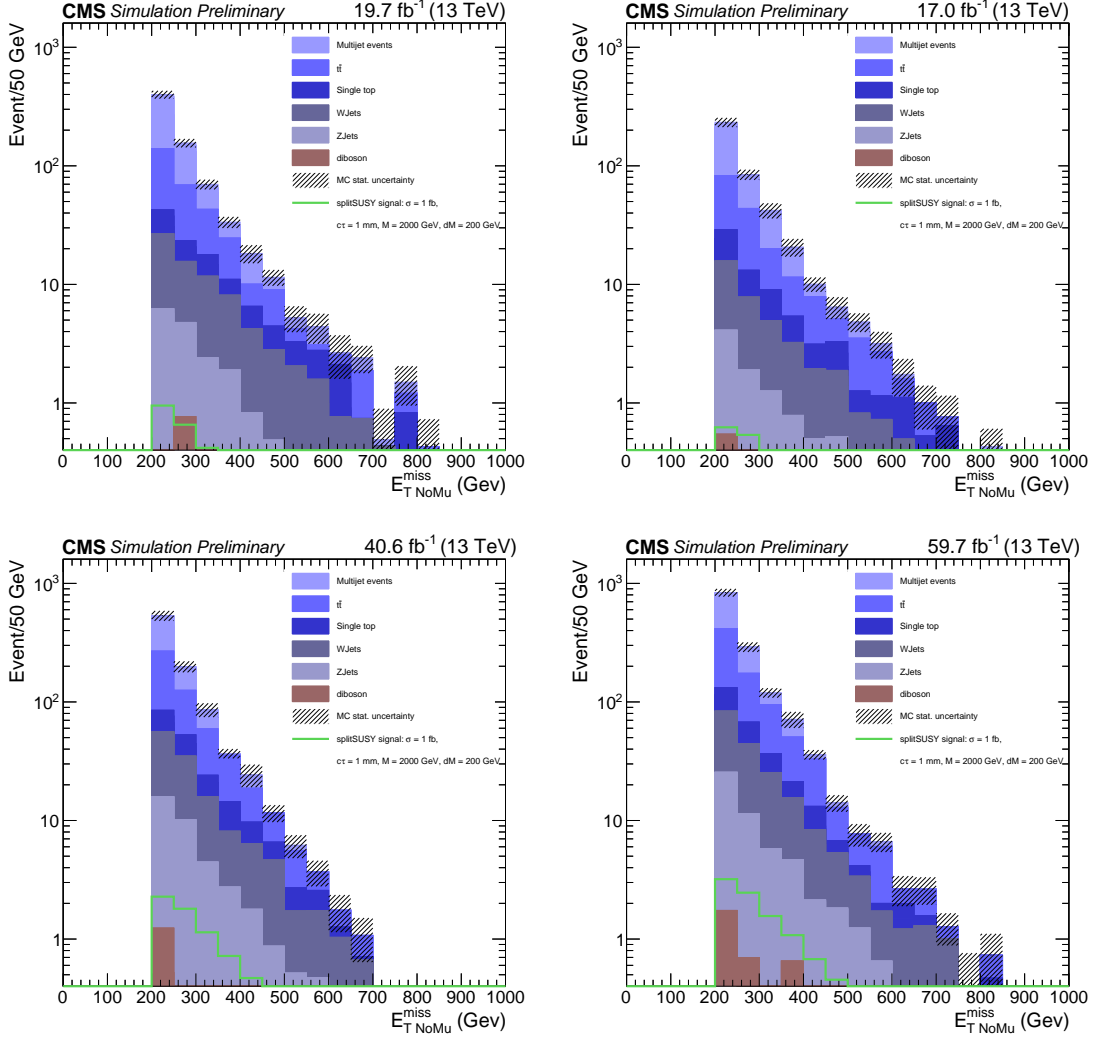 CMS Simulation Preliminary 19.7 fb⁻¹ (13 TeV)
Event/50 GeV
10³
10²
10
1
Multijet events
tt̄
Single top
WJets
ZJets
diboson
MC stat. uncertainty
splitSUSY signal: σ = 1 fb,
cτ = 1 mm, M = 2000 GeV, dM = 200 GeV
0 100 200 300 400 500 600 700 800 900 1000
E_T NoMu^miss (Gev)
CMS Simulation Preliminary 17.0 fb⁻¹ (13 TeV)
Event/50 GeV
10³
10²
10
1
Multijet events
tt̄
Single top
WJets
ZJets
diboson
MC stat. uncertainty
splitSUSY signal: σ = 1 fb,
cτ = 1 mm, M = 2000 GeV, dM = 200 GeV
0 100 200 300 400 500 600 700 800 900 1000
E_T NoMu^miss (Gev)
CMS Simulation Preliminary 40.6 fb⁻¹ (13 TeV)
Event/50 GeV
10³
10²
10
1
Multijet events
tt̄
Single top
WJets
ZJets
diboson
MC stat. uncertainty
splitSUSY signal: σ = 1 fb,
cτ = 1 mm, M = 2000 GeV, dM = 200 GeV
0 100 200 300 400 500 600 700 800 900 1000
E_T NoMu^miss (Gev)
CMS Simulation Preliminary 59.7 fb⁻¹ (13 TeV)
Event/50 GeV
10³
10²
10
1
Multijet events
tt̄
Single top
WJets
ZJets
diboson
MC stat. uncertainty
splitSUSY signal: σ = 1 fb,
cτ = 1 mm, M = 2000 GeV, dM = 200 GeV
0 100 200 300 400 500 600 700 800 900 1000
E_T NoMu^miss (Gev)